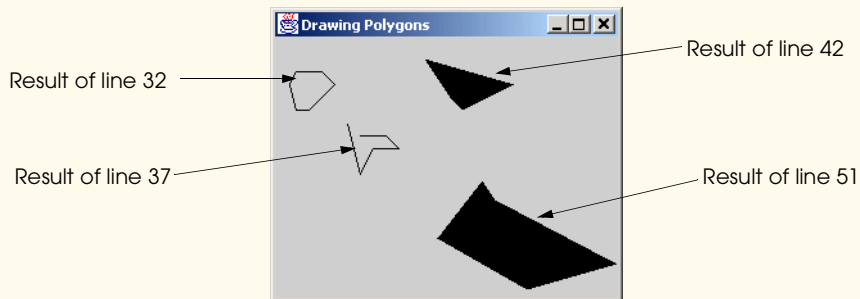 Drawing Polygons
Result of line 42
Result of line 32
Result of line 37
Result of line 51